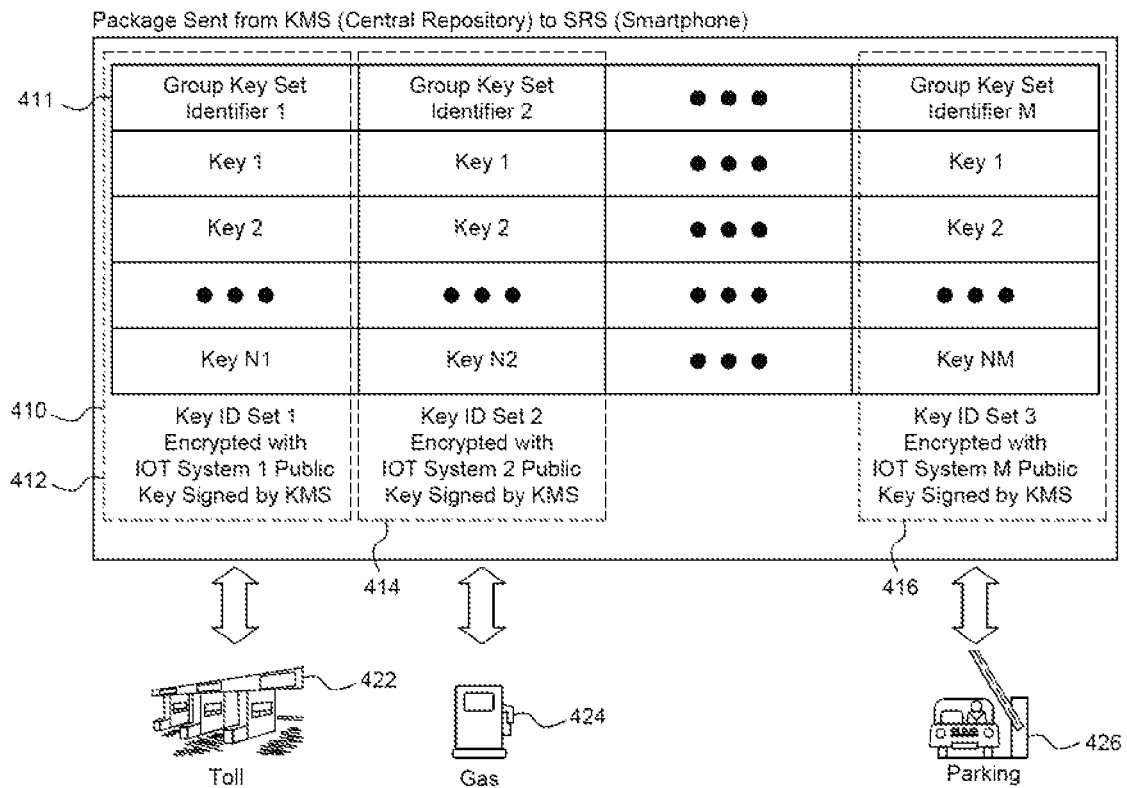 Package Sent from KMS (Central Repository) to SRS (Smartphone)
411
Group Key Set
Identifier 1
Group Key Set
Identifier 2
Group Key Set
Identifier M
Key 1
Key 1
Key 1
Key 2
Key 2
Key 2
Key N1
Key N2
Key NM
410
412
Key ID Set 1
Encrypted with
IOT System 1 Public
Key Signed by KMS
Key ID Set 2
Encrypted with
IOT System 2 Public
Key Signed by KMS
Key ID Set 3
Encrypted with
IOT System M Public
Key Signed by KMS
414
416
422
424
426
Toll
Gas
Parking